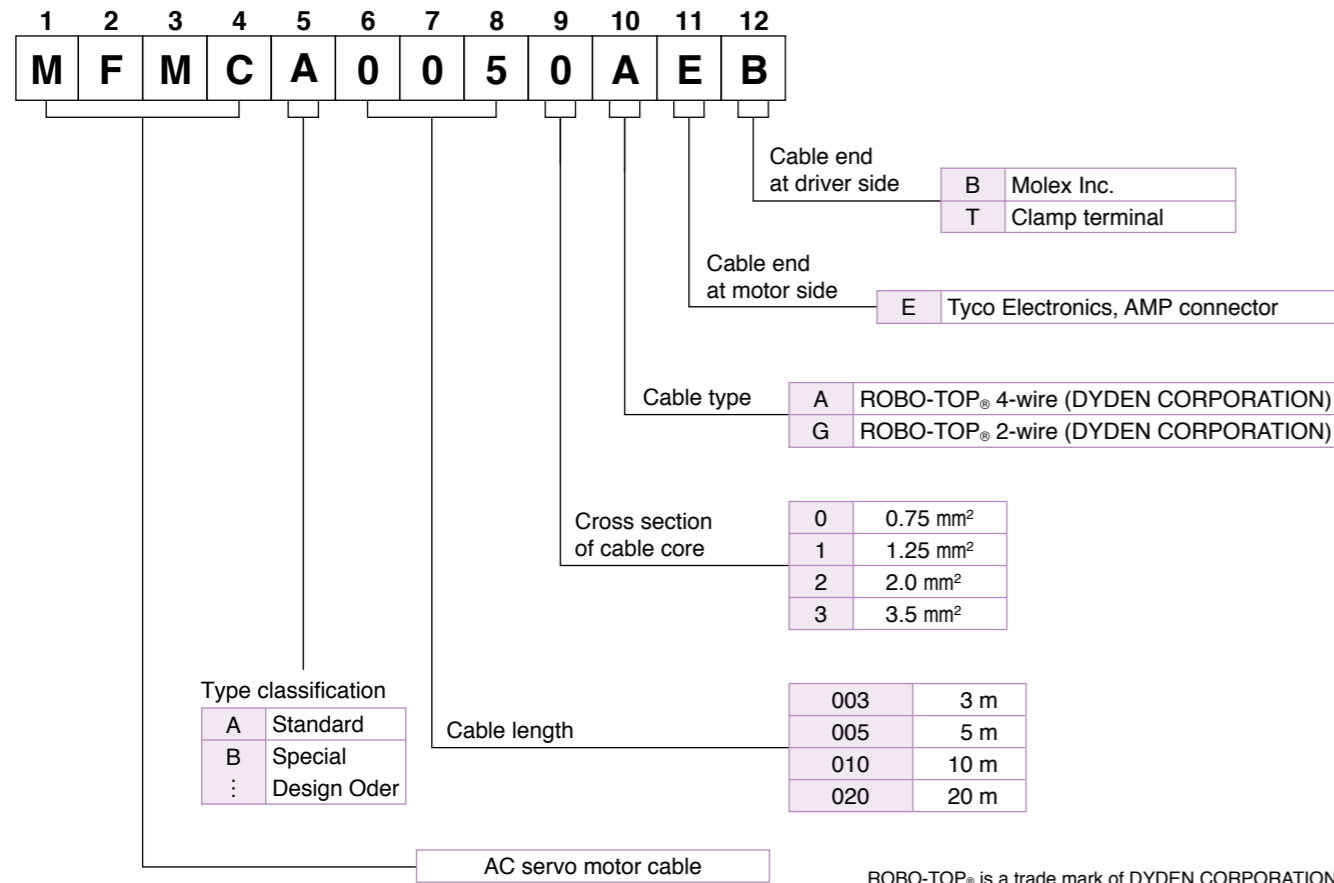 1 2 3 4 5 6 7 8 9 10 11 12
M F M C A 0 0 5 0 A E B
Cable end
at driver side
B Molex Inc.
T Clamp terminal
Cable end
at motor side
E Tyco Electronics, AMP connector
Cable type
A ROBO-TOP® 4-wire (DYDEN CORPORATION)
G ROBO-TOP® 2-wire (DYDEN CORPORATION)
Cross section
of cable core
0 0.75 mm²
1 1.25 mm²
2 2.0 mm²
3 3.5 mm²
Type classification
A Standard
B Special
⋮ Design Oder
Cable length
003 3 m
005 5 m
010 10 m
020 20 m
AC servo motor cable
ROBO-TOP® is a trade mark of DYDEN CORPORATION